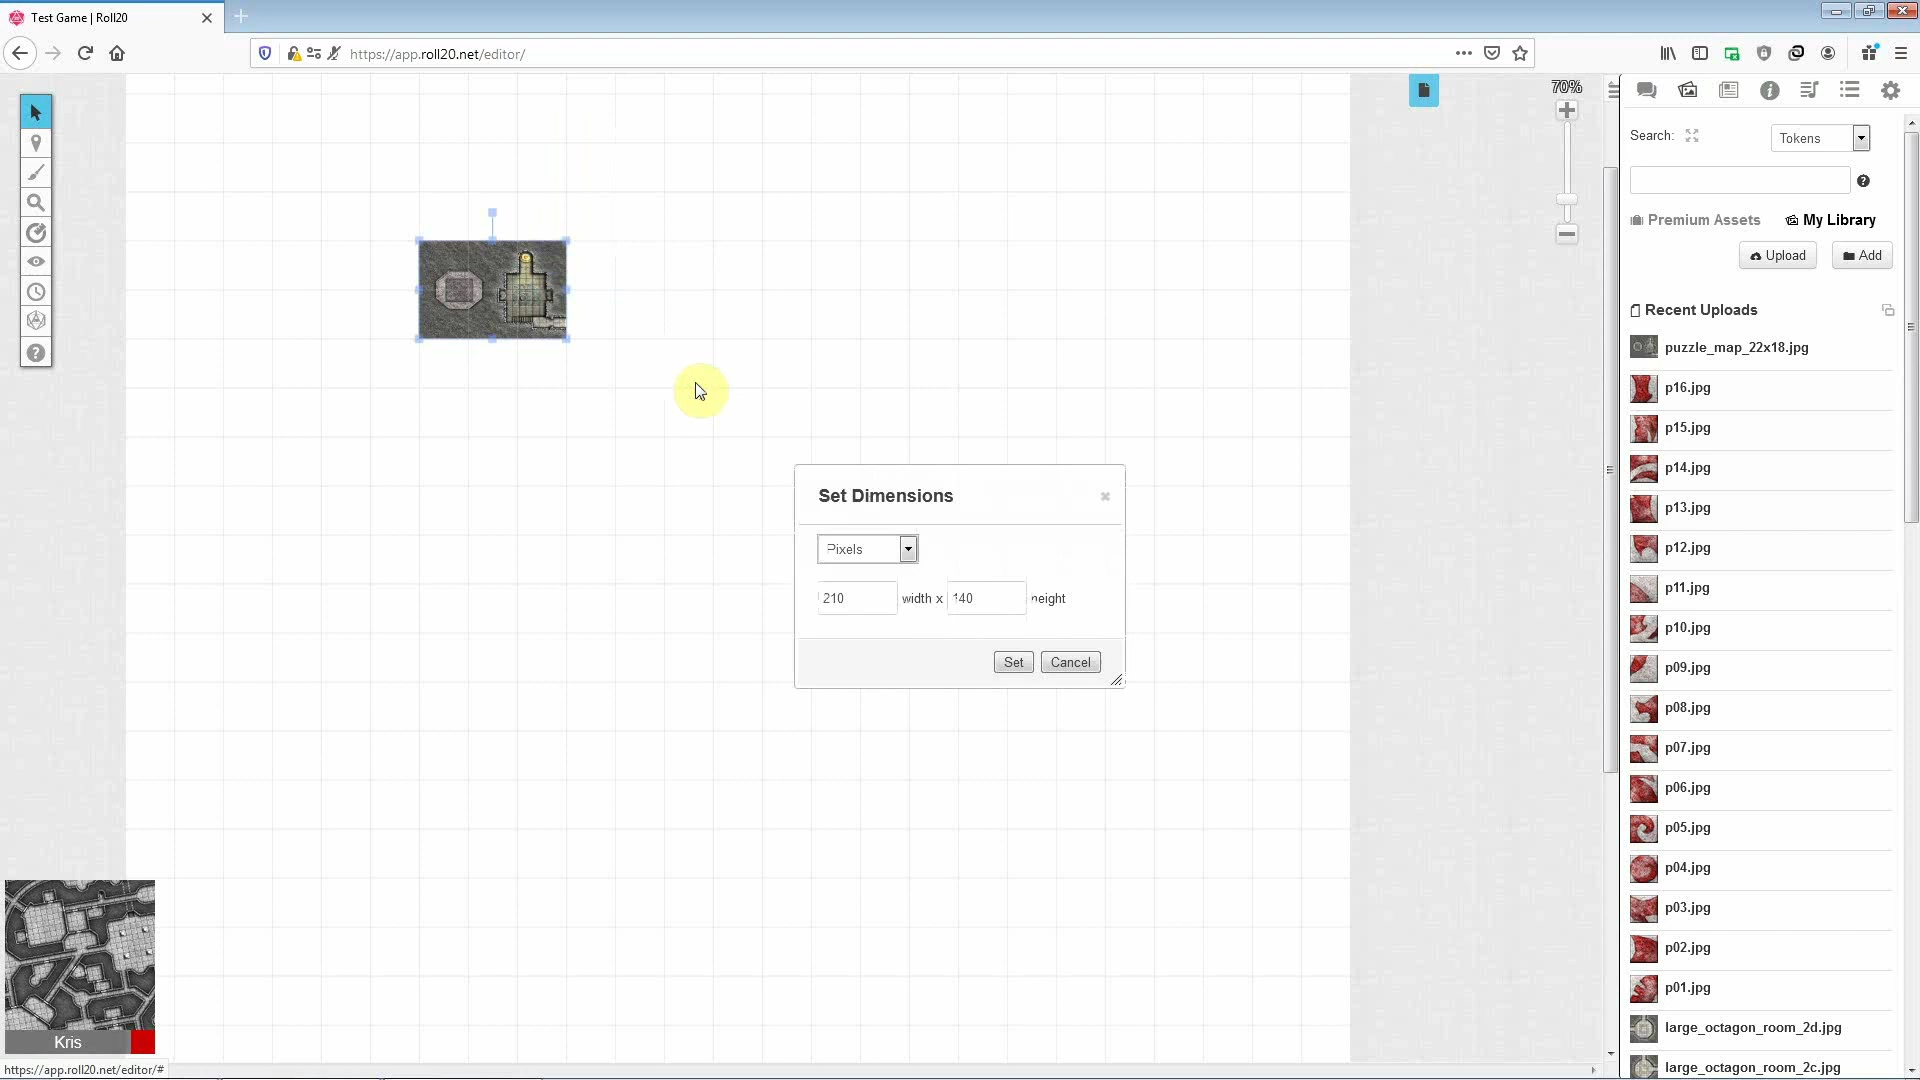 Test Game | Roll20
https://app.roll20.net/editor/
70%
Search:
Tokens
Premium Assets
My Library
Upload
Add
Recent Uploads
puzzle_map_22x18.jpg
p16.jpg
p15.jpg
p14.jpg
p13.jpg
p12.jpg
p11.jpg
p10.jpg
p09.jpg
p08.jpg
p07.jpg
p06.jpg
p05.jpg
p04.jpg
p03.jpg
p02.jpg
p01.jpg
large_octagon_room_2d.jpg
large_octagon_room_2c.jpg
Set Dimensions
Pixels
210 width x 140 height
Set
Cancel
Kris
https://app.roll20.net/editor/#